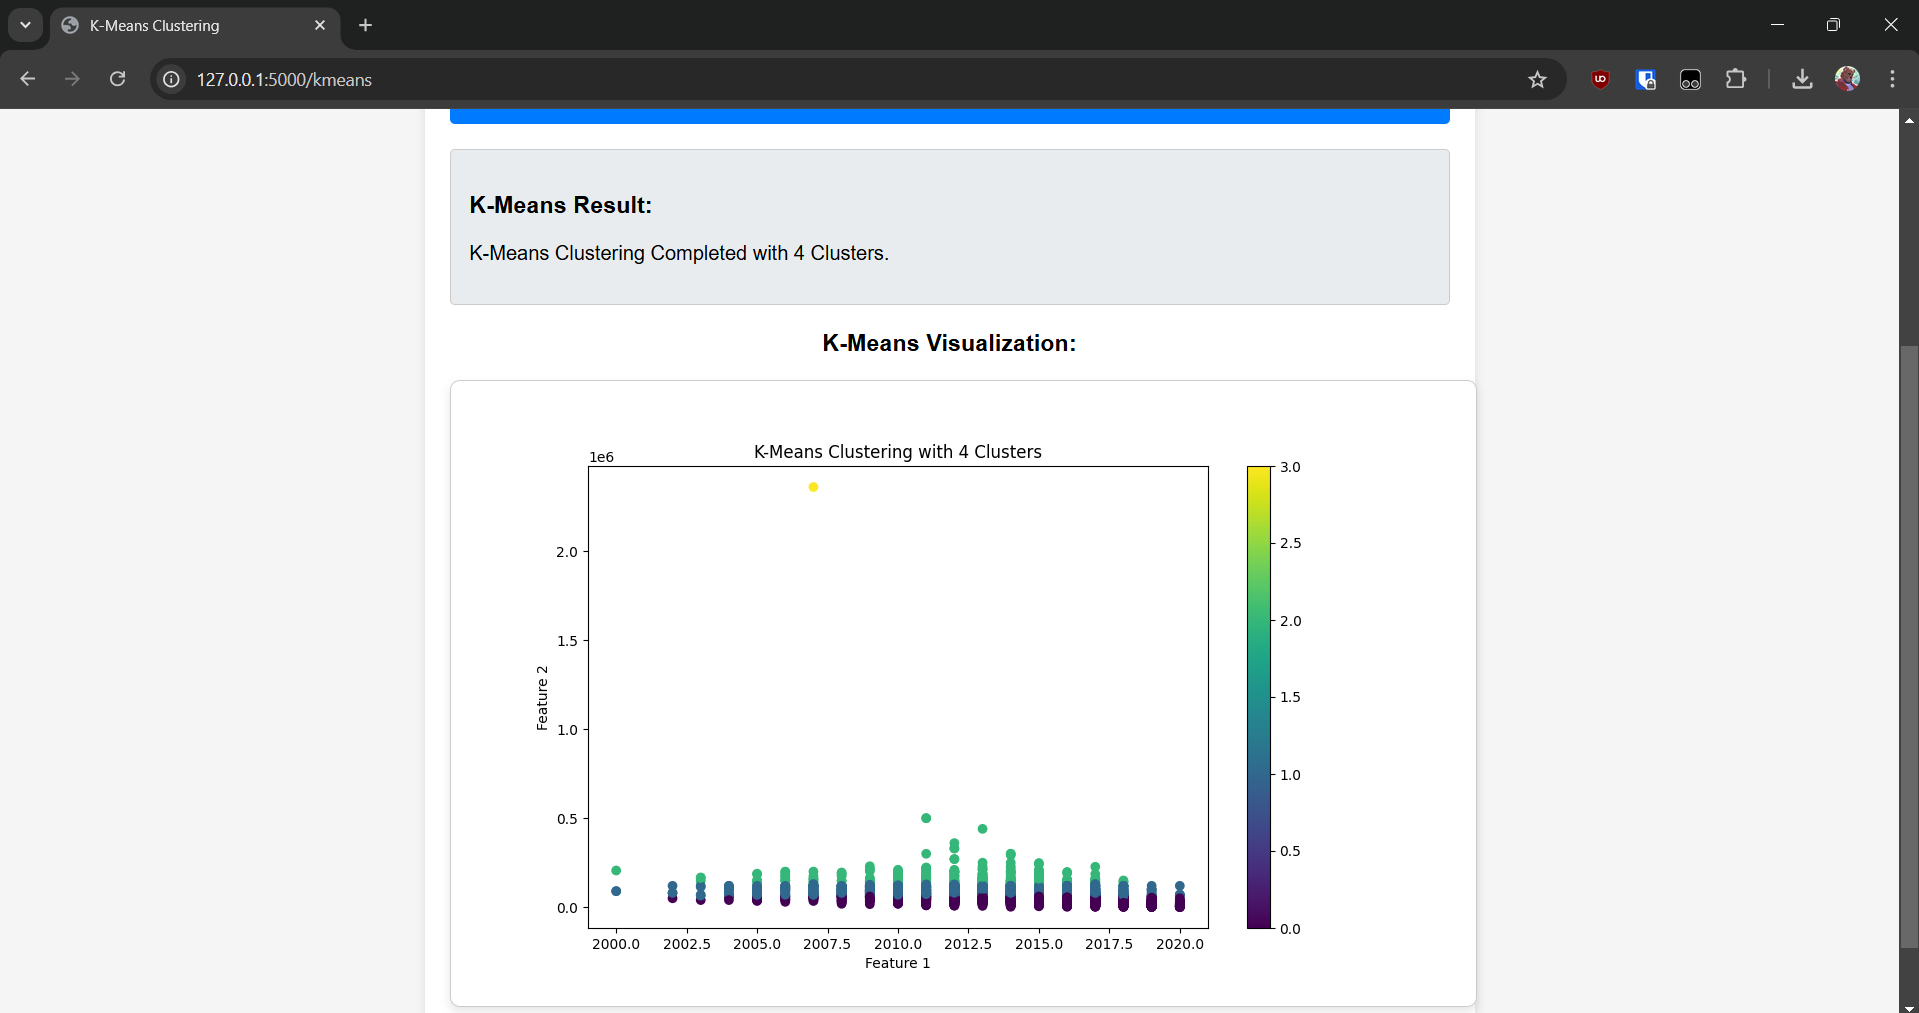 K-Means Clustering
127.0.0.1:5000/kmeans
K-Means Result:
K-Means Clustering Completed with 4 Clusters.
K-Means Visualization:
K-Means Clustering with 4 Clusters
1e6
2.0
1.5
1.0
0.5
0.0
Feature 2
2000.0 2002.5 2005.0 2007.5 2010.0 2012.5 2015.0 2017.5 2020.0
Feature 1
3.0
2.5
2.0
1.5
1.0
0.5
0.0